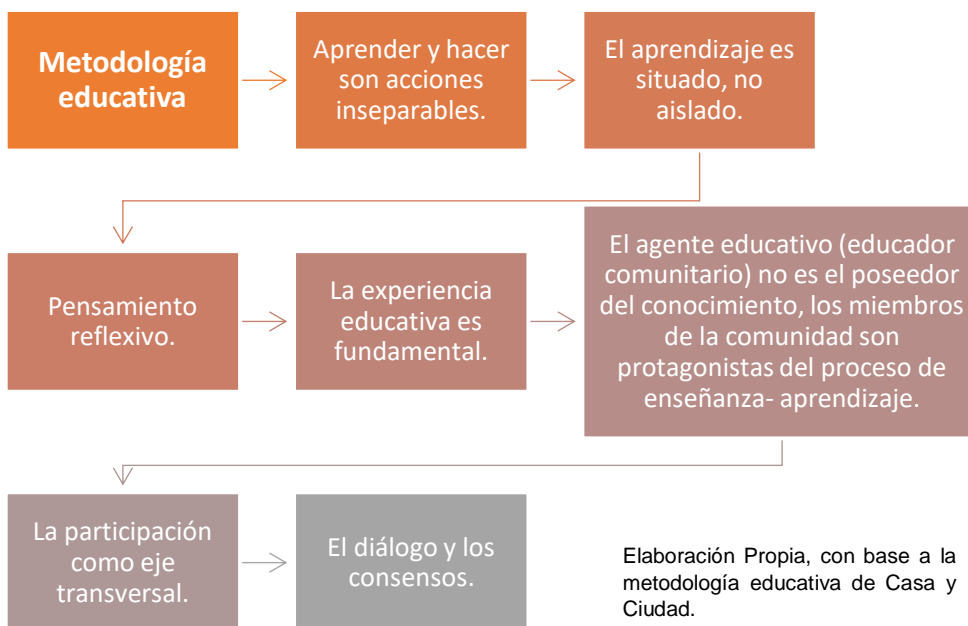 Metodología
educativa
Aprender y hacer
son acciones
inseparables.
El aprendizaje es
situado, no
aislado.
Pensamiento
reflexivo.
La experiencia
educativa es
fundamental.
El agente educativo (educador
comunitario) no es el poseedor
del conocimiento, los miembros
de la comunidad son
protagonistas del proceso de
enseñanza- aprendizaje.
La participación
como eje
transversal.
El diálogo y los
consensos.
Elaboración Propia, con base a la
metodología educativa de Casa y
Ciudad.